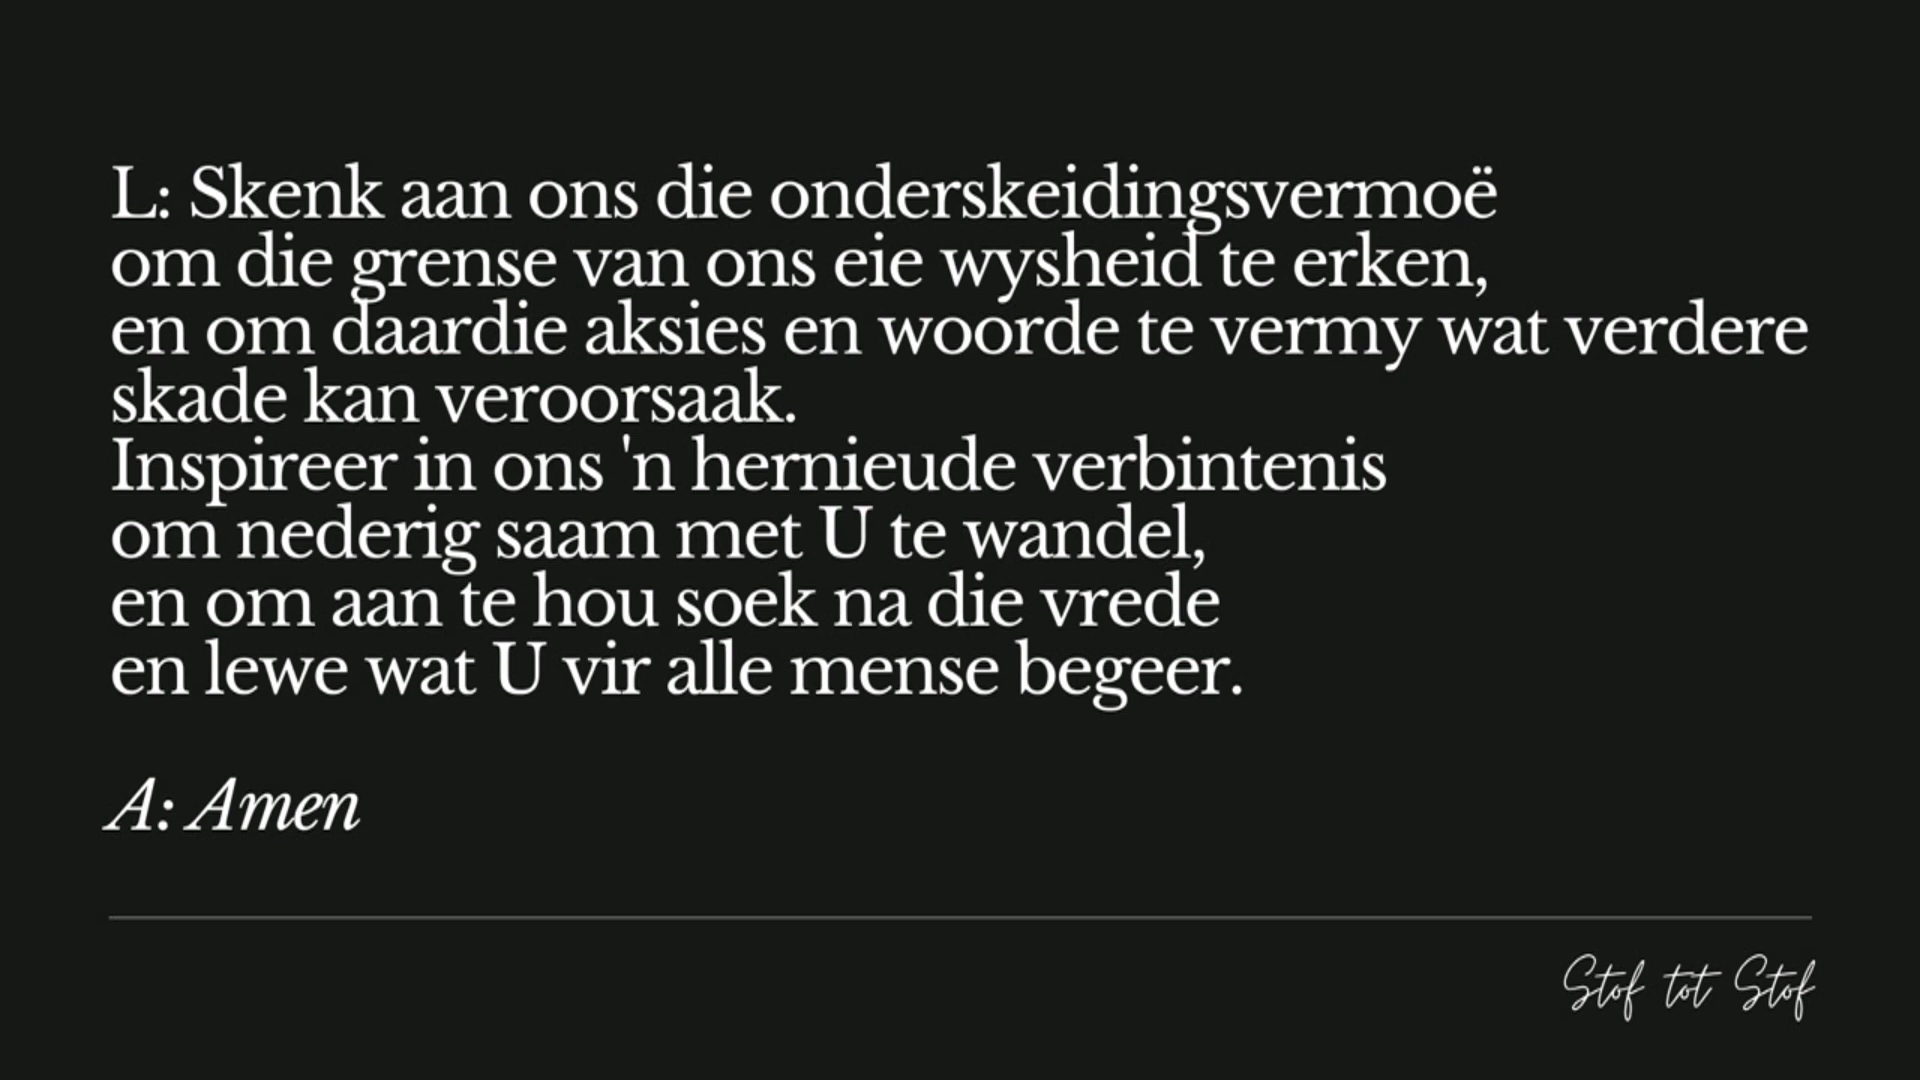 L: Skenk aan ons die onderskeidingsvermoë
om die grense van ons eie wysheid te erken,
en om daardie aksies en woorde te vermy wat verdere
skade kan veroorsaak.
Inspireer in ons 'n hernieude verbintenis
om nederig saam met U te wandel,
en om aan te hou soek na die vrede
en lewe wat U vir alle mense begeer.
A: Amen
Stof tot Stof